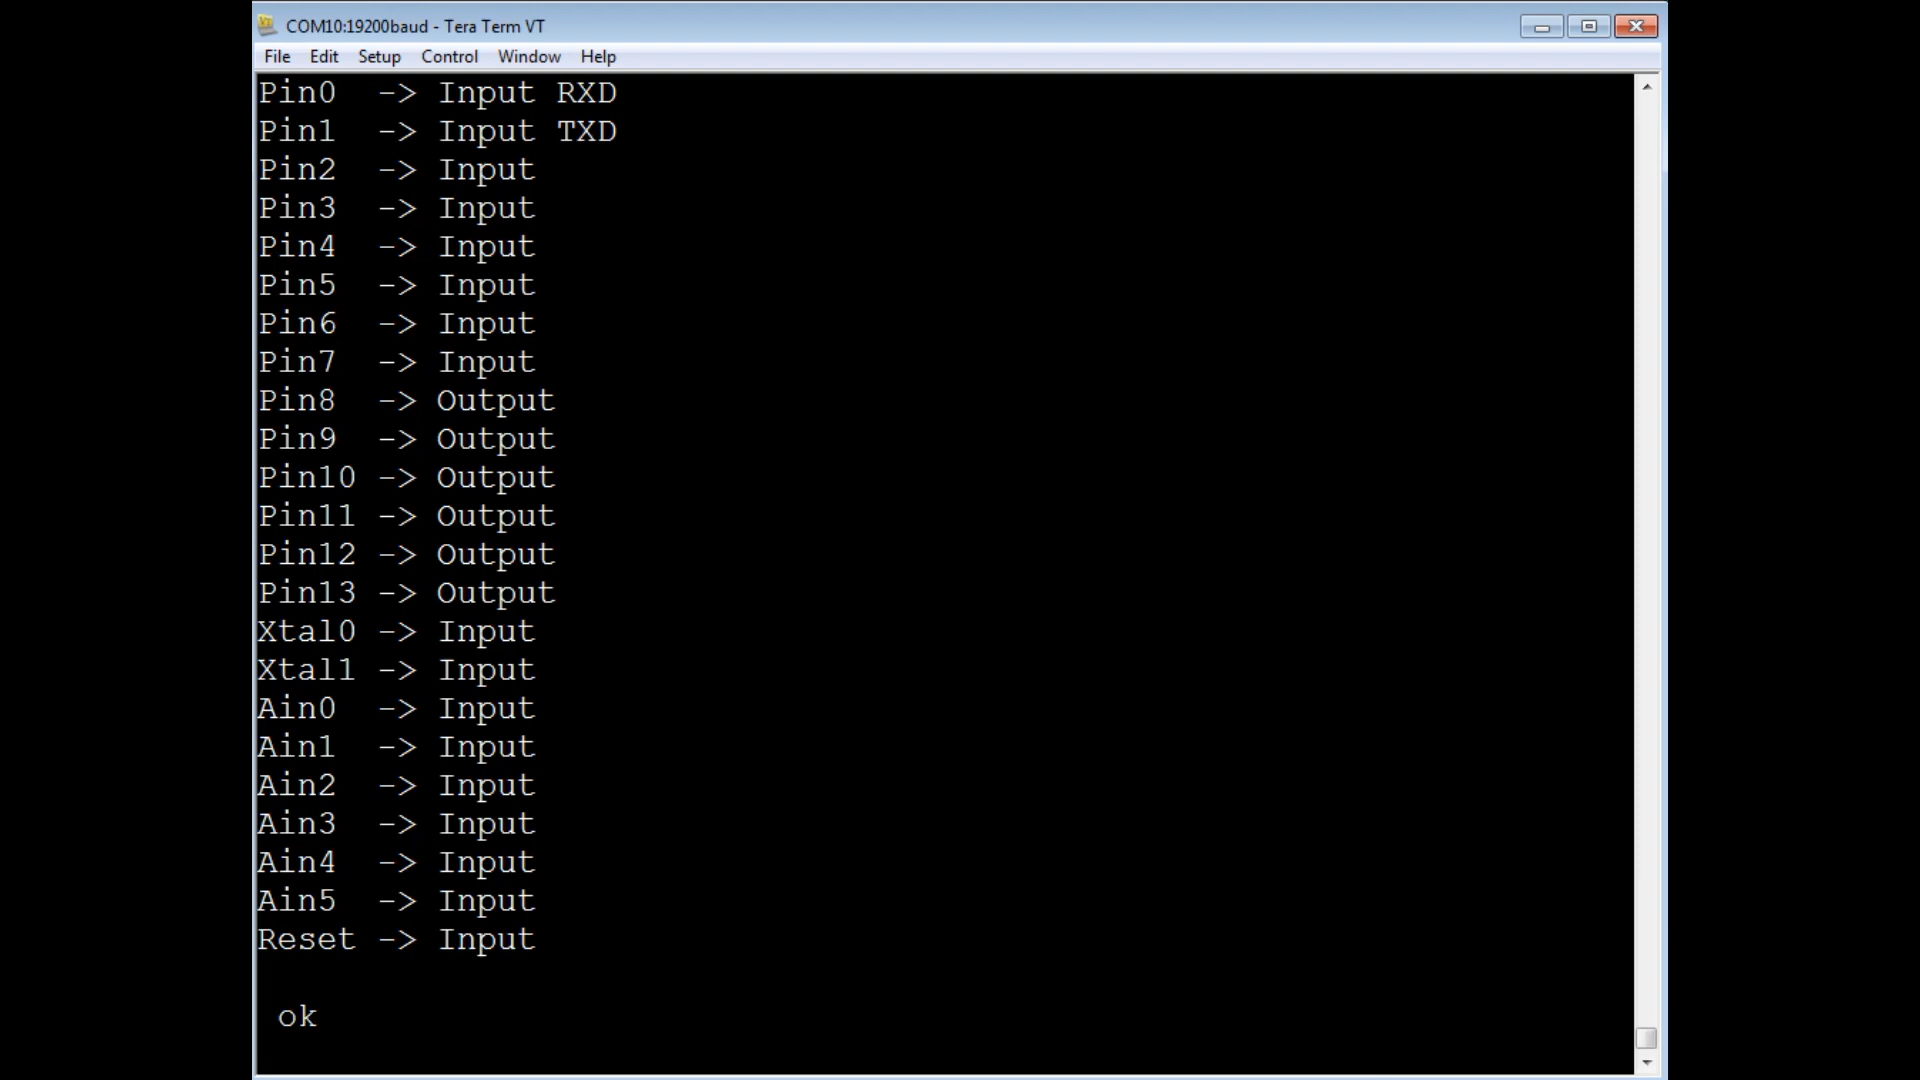 COM10:19200baud - Tera Term VT
File Edit Setup Control Window Help
Pin0 -> Input RXD
Pin1 -> Input TXD
Pin2 -> Input
Pin3 -> Input
Pin4 -> Input
Pin5 -> Input
Pin6 -> Input
Pin7 -> Input
Pin8 -> Output
Pin9 -> Output
Pin10 -> Output
Pin11 -> Output
Pin12 -> Output
Pin13 -> Output
Xtal0 -> Input
Xtal1 -> Input
Ain0 -> Input
Ain1 -> Input
Ain2 -> Input
Ain3 -> Input
Ain4 -> Input
Ain5 -> Input
Reset -> Input
ok